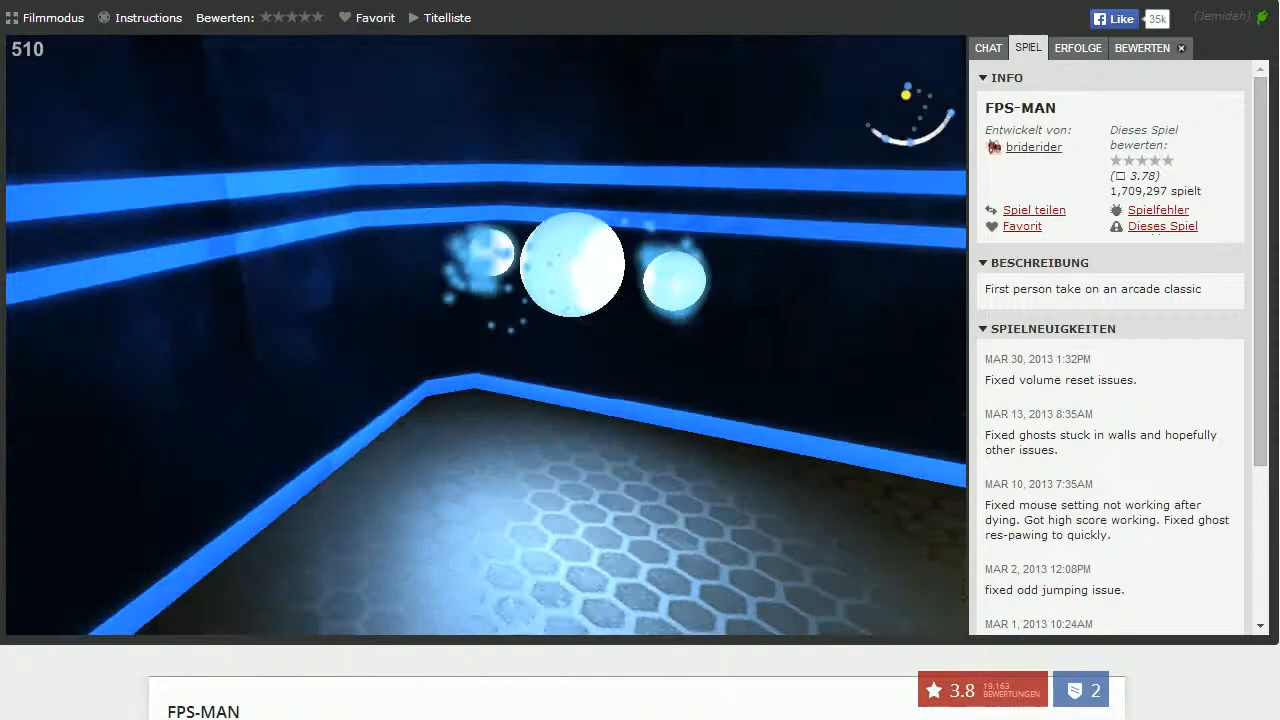 Filmmodus Instructions Bewerten: Favorit Titelliste
Like 35k (Jemidah)
510
CHAT SPIEL ERFOLGE BEWERTEN x
INFO
FPS-MAN
Entwickelt von:
briderider
Dieses Spiel
bewerten:
(□ 3.78)
1,709,297 spielt
Spiel teilen
Spielfehler
Favorit
Dieses Spiel
BESCHREIBUNG
First person take on an arcade classic
SPIELNEUIGKEITEN
MAR 30, 2013 1:32PM
Fixed volume reset issues.
MAR 13, 2013 8:35AM
Fixed ghosts stuck in walls and hopefully
other issues.
MAR 10, 2013 7:35AM
Fixed mouse setting not working after
dying. Got high score working. Fixed ghost
res-pawing to quickly.
MAR 2, 2013 12:08PM
fixed odd jumping issue.
MAR 1, 2013 10:24AM
3.8 19,163
BEWERTUNGEN
2
FPS-MAN